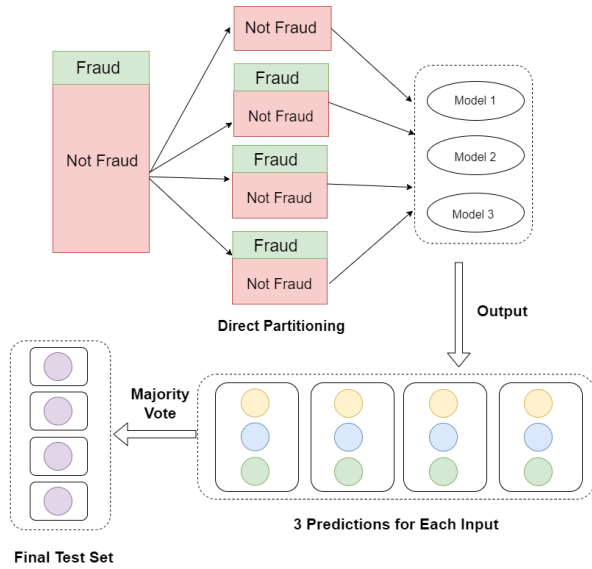 Fraud
Not Fraud
Not Fraud
Fraud
Not Fraud
Fraud
Not Fraud
Fraud
Not Fraud
Direct Partitioning
Model 1
Model 2
Model 3
Output
Majority
Vote
3 Predictions for Each Input
Final Test Set